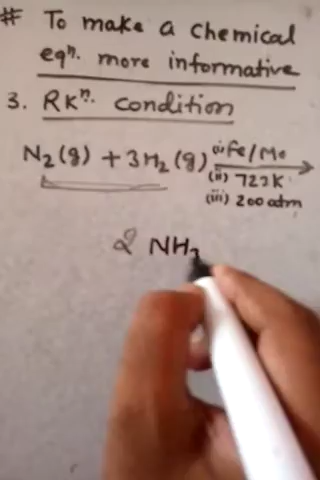 # To make a chemical
eqⁿ. more informative
3. Rkⁿ. condition
N₂(g) + 3H₂(g) (i) Fe/Mo
(ii) 723K
(iii) 200 atm
2 NH₃